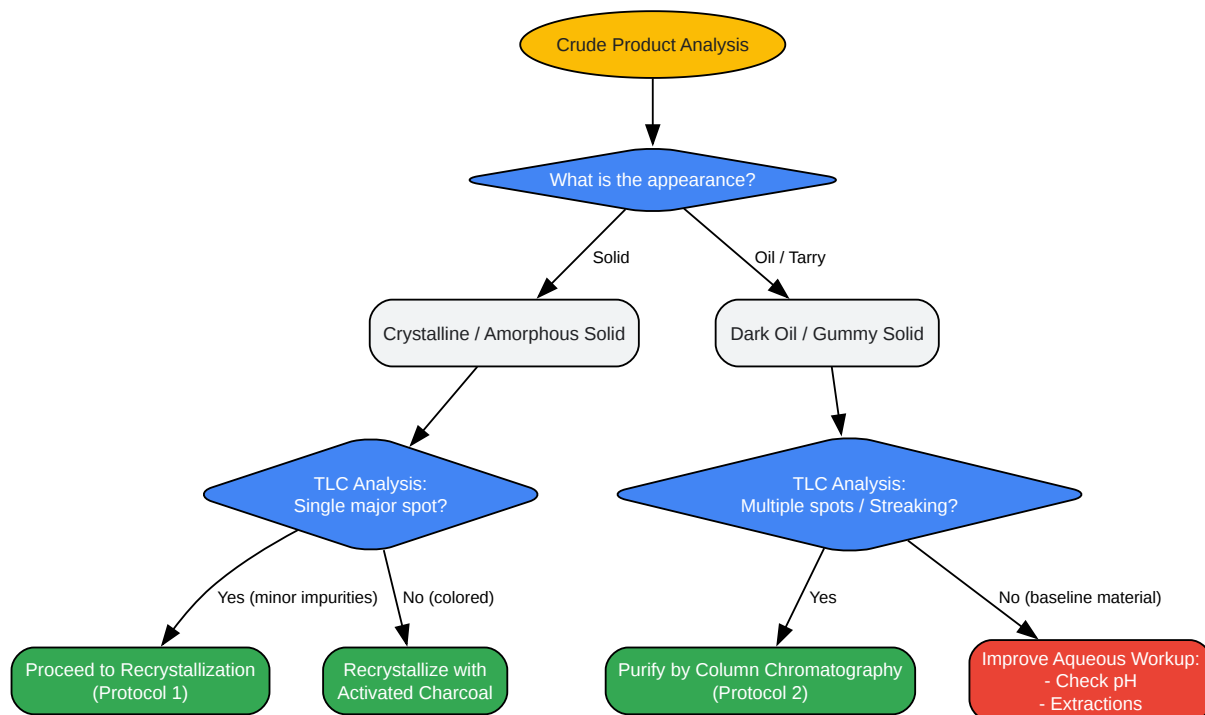 Crude Product Analysis
What is the appearance?
Solid
Oil / Tarry
Crystalline / Amorphous Solid
Dark Oil / Gummy Solid
TLC Analysis:
Single major spot?
TLC Analysis:
Multiple spots / Streaking?
Yes (minor impurities)
No (colored)
Yes
No (baseline material)
Proceed to Recrystallization
(Protocol 1)
Recrystallize with
Activated Charcoal
Purify by Column Chromatography
(Protocol 2)
Improve Aqueous Workup:
- Check pH
- Extractions